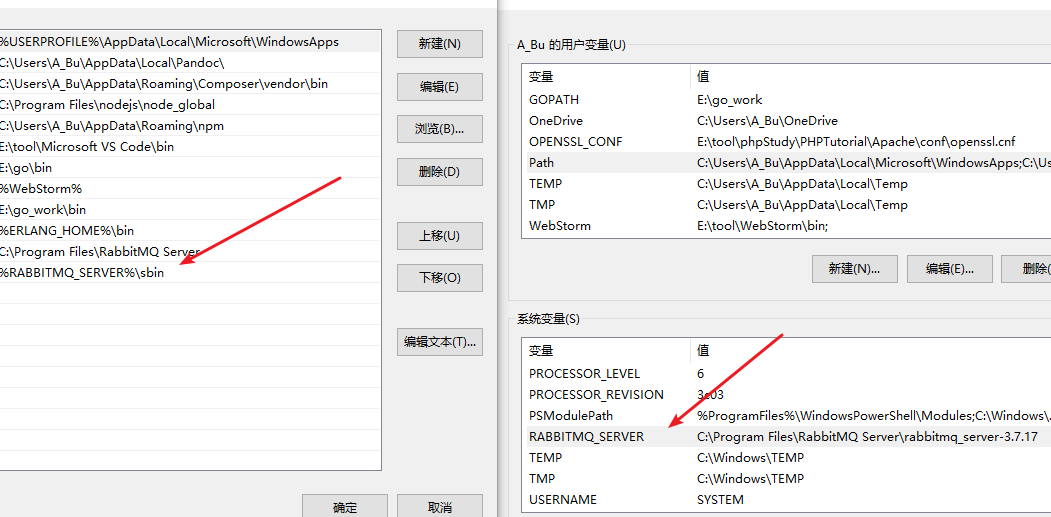 %USERPROFILE%\AppData\Local\Microsoft\WindowsApps
C:\Users\A_Bu\AppData\Local\Pandoc\
C:\Users\A_Bu\AppData\Roaming\Composer\vendor\bin
C:\Program Files\nodejs\node_global
C:\Users\A_Bu\AppData\Roaming\npm
E:\tool\Microsoft VS Code\bin
E:\go\bin
%WebStorm%
E:\go_work\bin
%ERLANG_HOME%\bin
C:\Program Files\RabbitMQ Server
%RABBITMQ_SERVER%\sbin
新建(N)
编辑(E)
浏览(B)...
删除(D)
上移(U)
下移(O)
编辑文本(T)...
确定
取消
A_Bu 的用户变量(U)
变量 值
GOPATH E:\go_work
OneDrive C:\Users\A_Bu\OneDrive
OPENSSL_CONF E:\tool\phpStudy\PHPTutorial\Apache\conf\openssl.cnf
Path C:\Users\A_Bu\AppData\Local\Microsoft\WindowsApps;C:\Us
TEMP C:\Users\A_Bu\AppData\Local\Temp
TMP C:\Users\A_Bu\AppData\Local\Temp
WebStorm E:\tool\WebStorm\bin;
新建(N)... 编辑(E)... 删除(
系统变量(S)
变量 值
PROCESSOR_LEVEL 6
PROCESSOR_REVISION 3c03
PSModulePath %ProgramFiles%\WindowsPowerShell\Modules;C:\Windows\
RABBITMQ_SERVER C:\Program Files\RabbitMQ Server\rabbitmq_server-3.7.17
TEMP C:\Windows\TEMP
TMP C:\Windows\TEMP
USERNAME SYSTEM